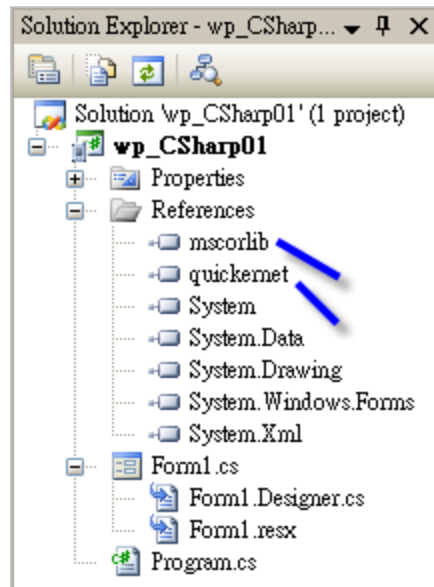 Solution Explorer - wp_CSharp...
Solution 'wp_CSharp01' (1 project)
wp_CSharp01
Properties
References
mscorlib
quickernet
System
System.Data
System.Drawing
System.Windows.Forms
System.Xml
Form1.cs
Form1.Designer.cs
Form1.resx
Program.cs